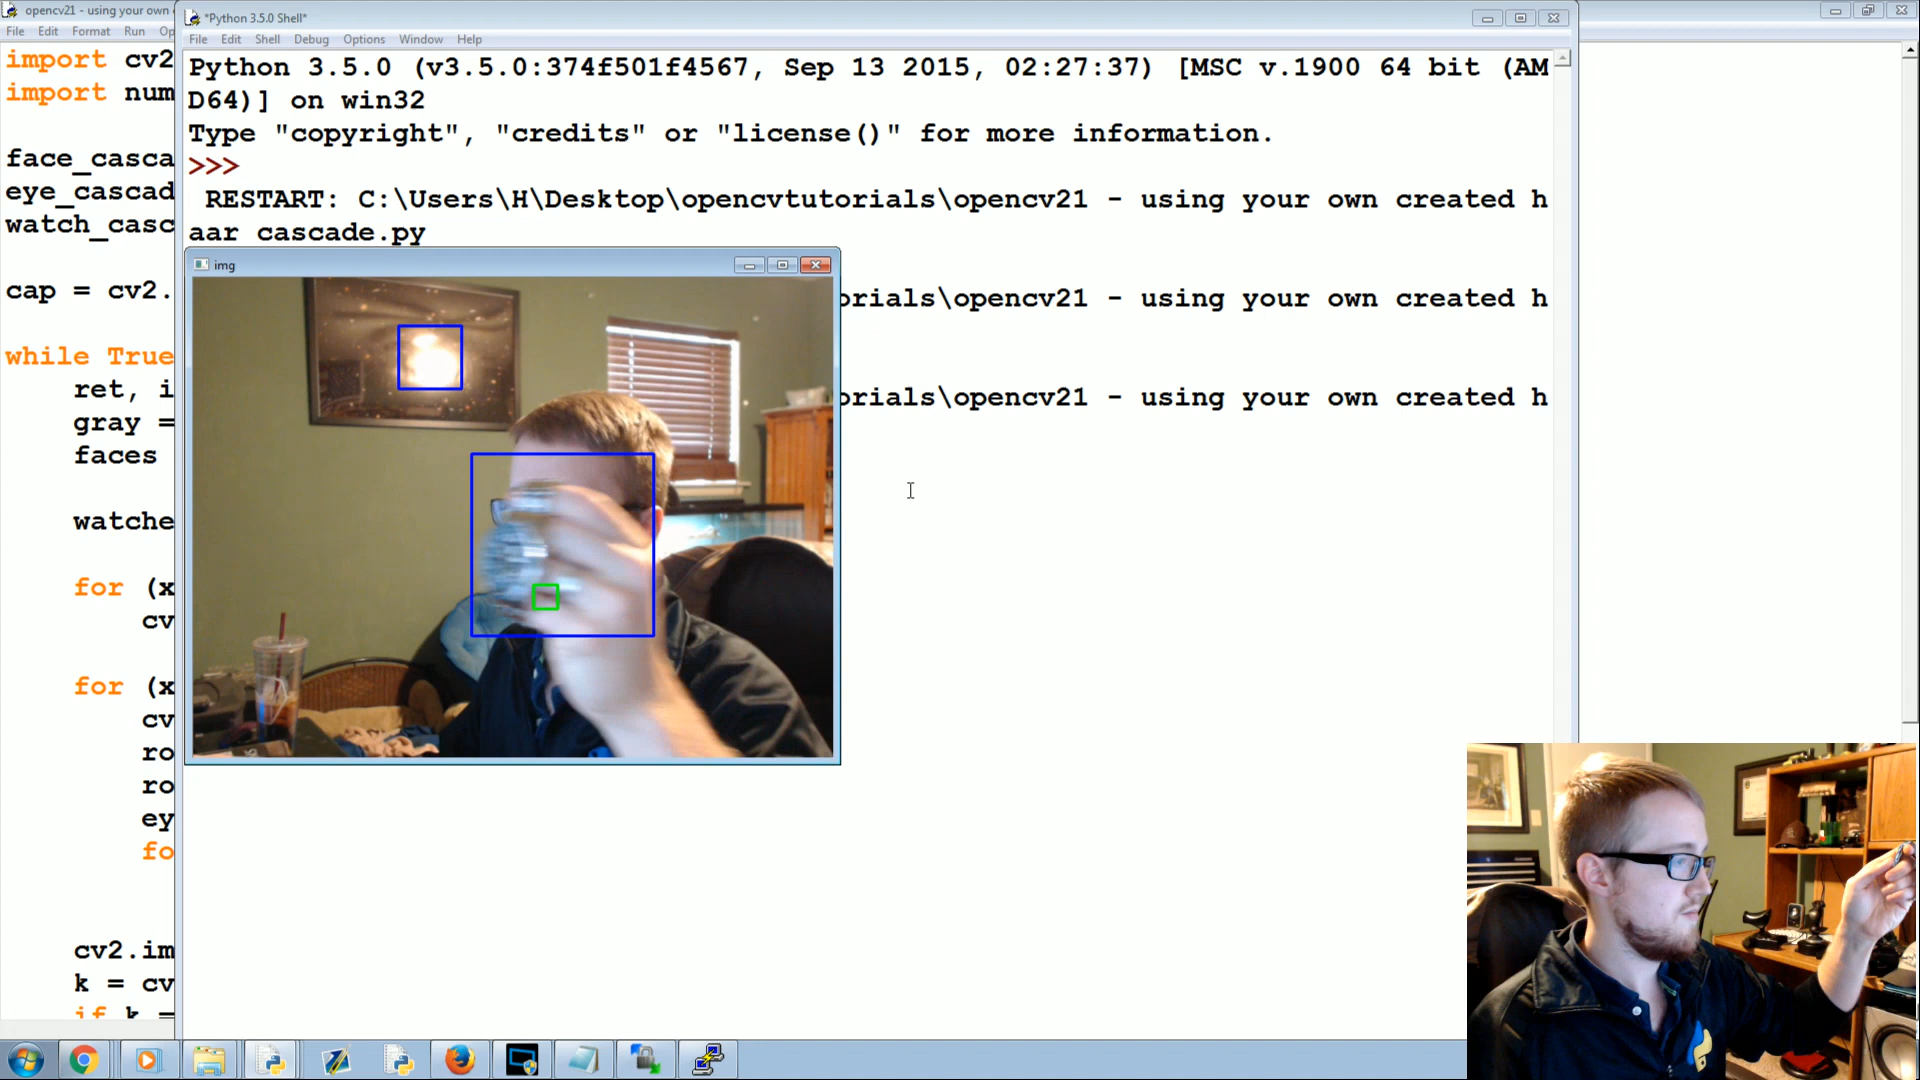 opencv21 - using your own
File Edit Format Run Op
import cv2
import num
face_casca
eye_cascad
watch_casc
cap = cv2.
while True
ret, i
gray =
faces
watche
for (x
cv
for (x
cv
ro
ro
ey
fo
cv2.im
k = cv
if k =
*Python 3.5.0 Shell*
File Edit Shell Debug Options Window Help
Python 3.5.0 (v3.5.0:374f501f4567, Sep 13 2015, 02:27:37) [MSC v.1900 64 bit (AM
D64)] on win32
Type "copyright", "credits" or "license()" for more information.
>>>
RESTART: C:\Users\H\Desktop\opencvtutorials\opencv21 - using your own created h
aar cascade.py
orials\opencv21 - using your own created h
orials\opencv21 - using your own created h
img